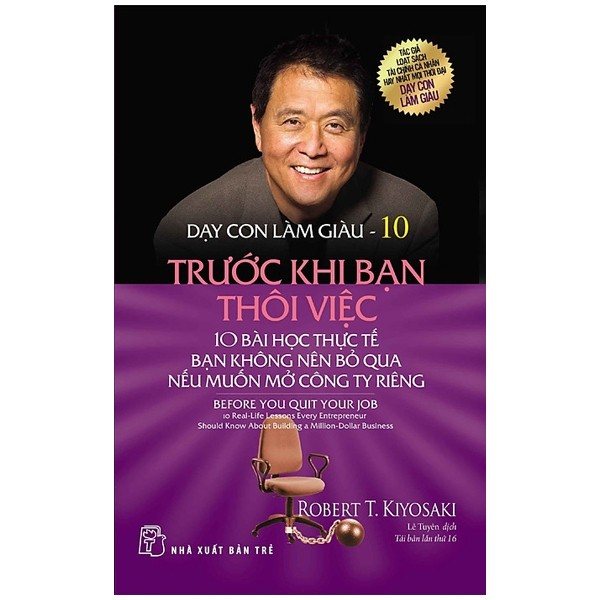 TÁC GIẢ
LOẠT SÁCH
TÀI CHÍNH CÁ NHÂN
HAY NHẤT MỌI THỜI ĐẠI
DẠY CON
LÀM GIÀU
DẠY CON LÀM GIÀU - 10
TRƯỚC KHI BẠN
THÔI VIỆC
10 BÀI HỌC THỰC TẾ
BẠN KHÔNG NÊN BỎ QUA
NẾU MUỐN MỞ CÔNG TY RIÊNG
BEFORE YOU QUIT YOUR JOB
10 Real-Life Lessons Every Entrepreneur
Should Know About Building a Million-Dollar Business
ROBERT T. KIYOSAKI
Lê Tuyên dịch
Tái bản lần thứ 16
NHÀ XUẤT BẢN TRẺ